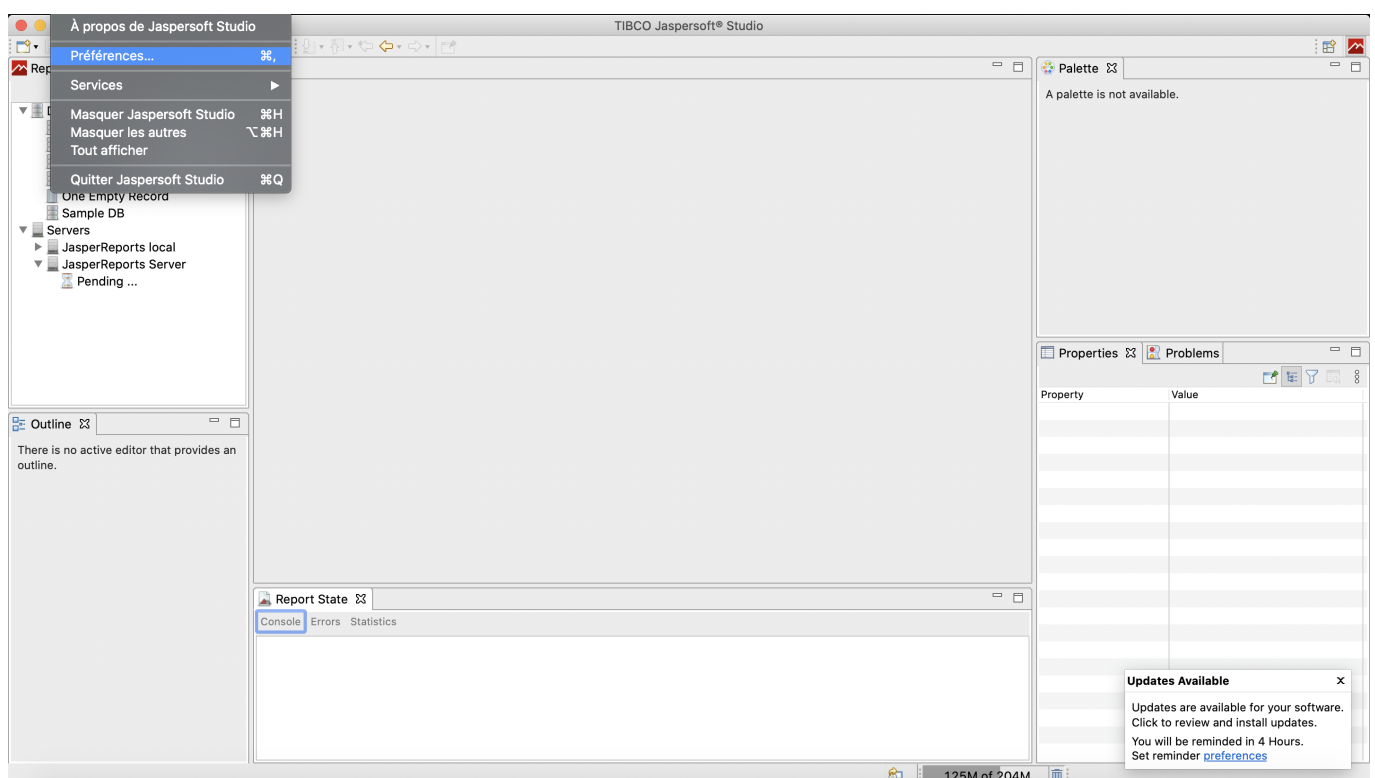 À propos de Jaspersoft Studio
Préférences... ⌘,
Services ▶
Masquer Jaspersoft Studio ⌘H
Masquer les autres ⌥⌘H
Tout afficher
Quitter Jaspersoft Studio ⌘Q
TIBCO Jaspersoft® Studio
One Empty Record
Sample DB
Servers
JasperReports local
JasperReports Server
Pending ...
Outline
There is no active editor that provides an
outline.
Report State
Console Errors Statistics
Palette
A palette is not available.
Properties Problems
Property Value
Updates Available x
Updates are available for your software.
Click to review and install updates.
You will be reminded in 4 Hours.
Set reminder preferences
125M of 204M